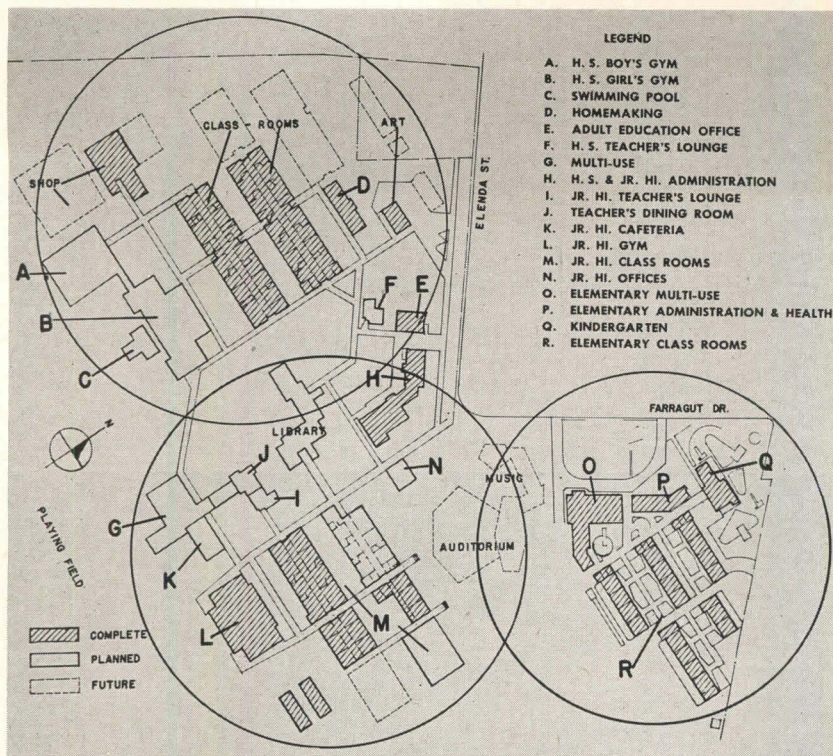 LEGEND
A. H. S. BOY'S GYM
B. H. S. GIRL'S GYM
C. SWIMMING POOL
D. HOMEMAKING
E. ADULT EDUCATION OFFICE
F. H. S. TEACHER'S LOUNGE
G. MULTI-USE
H. H. S. & JR. HI. ADMINISTRATION
I. JR. HI. TEACHER'S LOUNGE
J. TEACHER'S DINING ROOM
K. JR. HI. CAFETERIA
L. JR. HI. GYM
M. JR. HI. CLASS ROOMS
N. JR. HI. OFFICES
O. ELEMENTARY MULTI-USE
P. ELEMENTARY ADMINISTRATION & HEALTH
Q. KINDERGARTEN
R. ELEMENTARY CLASS ROOMS
CLASS - ROOMS
ART
SHOP
D
ELENDA ST.
A
B
C
F
E
H
LIBRARY
N
J
I
G
K
N
PLAYING FIELD
L
M
MUSIC
AUDITORIUM
FARRAGUT DR.
O
P
Q
R
COMPLETE
PLANNED
FUTURE